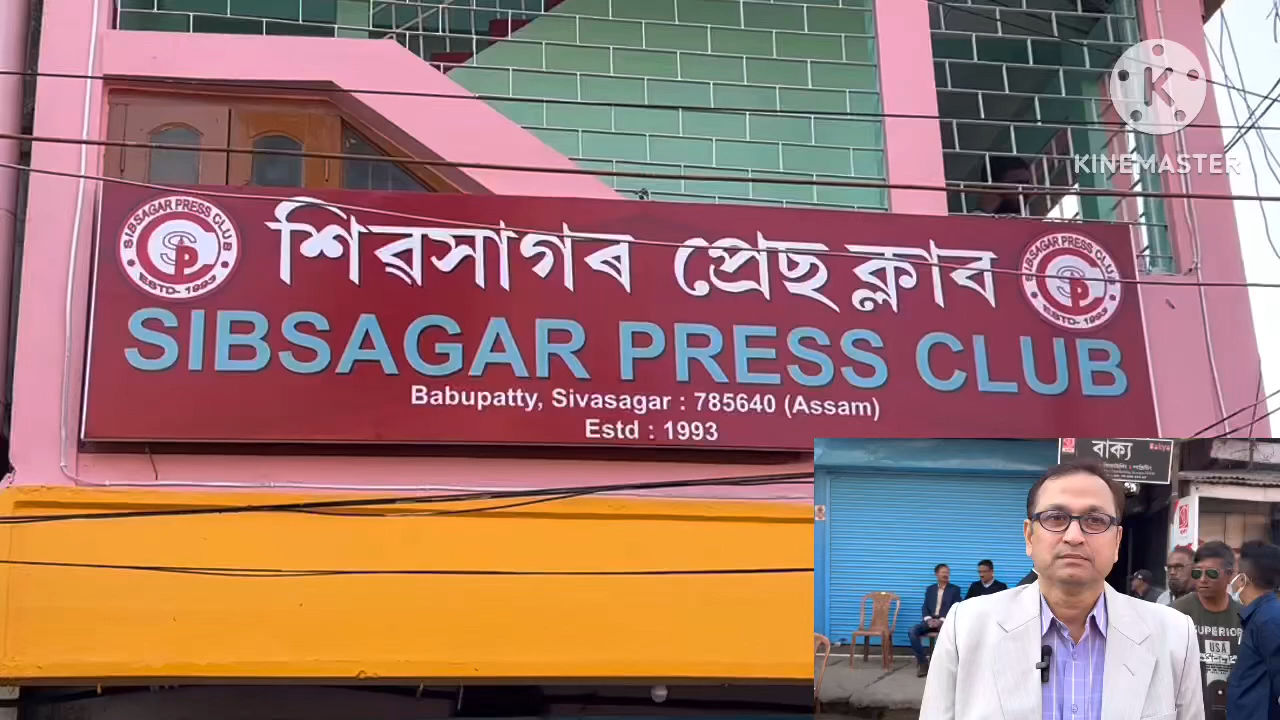 শিৱসাগৰ প্ৰেছ ক্লাব
SIBSAGAR PRESS CLUB
Babupatty, Sivasagar : 785640 (Assam)
Estd : 1993
SIBSAGAR PRESS CLUB
ESTD- 1993
SIBSAGAR PRESS CLUB
ESTD- 1993
K
KINEMASTER
বাক্য
Bakya
SUPERIOR
USA